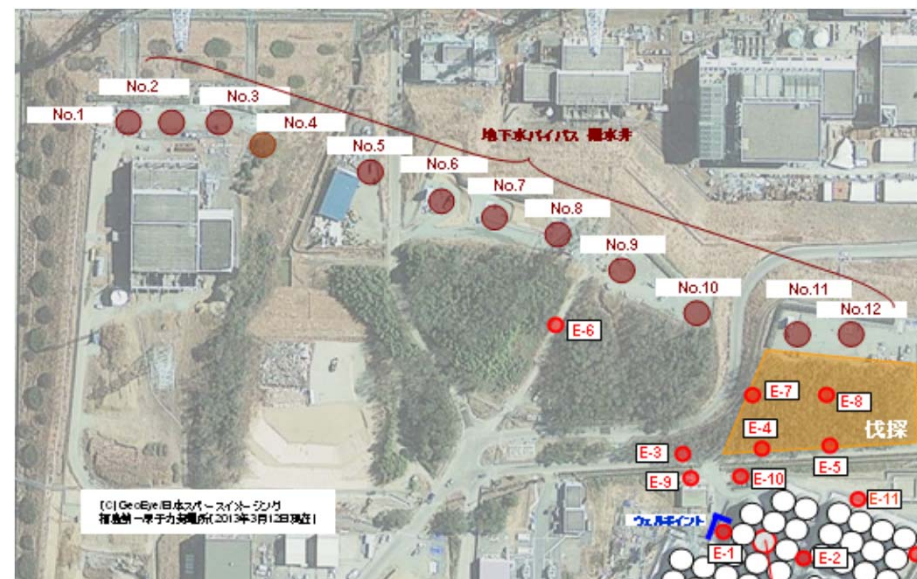 No.2
No.3
No.1
No.4
地下水バイパス 揚水井
No.5
No.6
No.7
No.8
No.9
No.10
No.11
No.12
E-6
E-7
E-8
伐採
E-4
E-3
E-5
E-9
E-10
E-11
(C)GeoEye/日本スペースイメージング
福島第一原子力発電所(2013年3月12日現在)
ウェルポイント
E-1
E-2